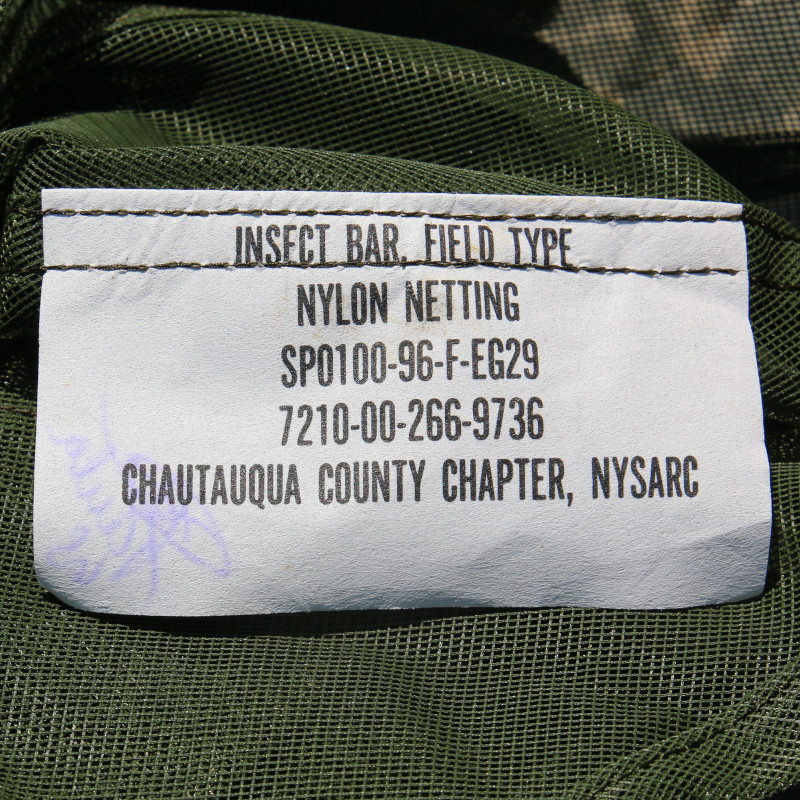 INSECT BAR, FIELD TYPE
NYLON NETTING
SP0100-96-F-EG29
7210-00-266-9736
CHAUTAUQUA COUNTY CHAPTER, NYSARC